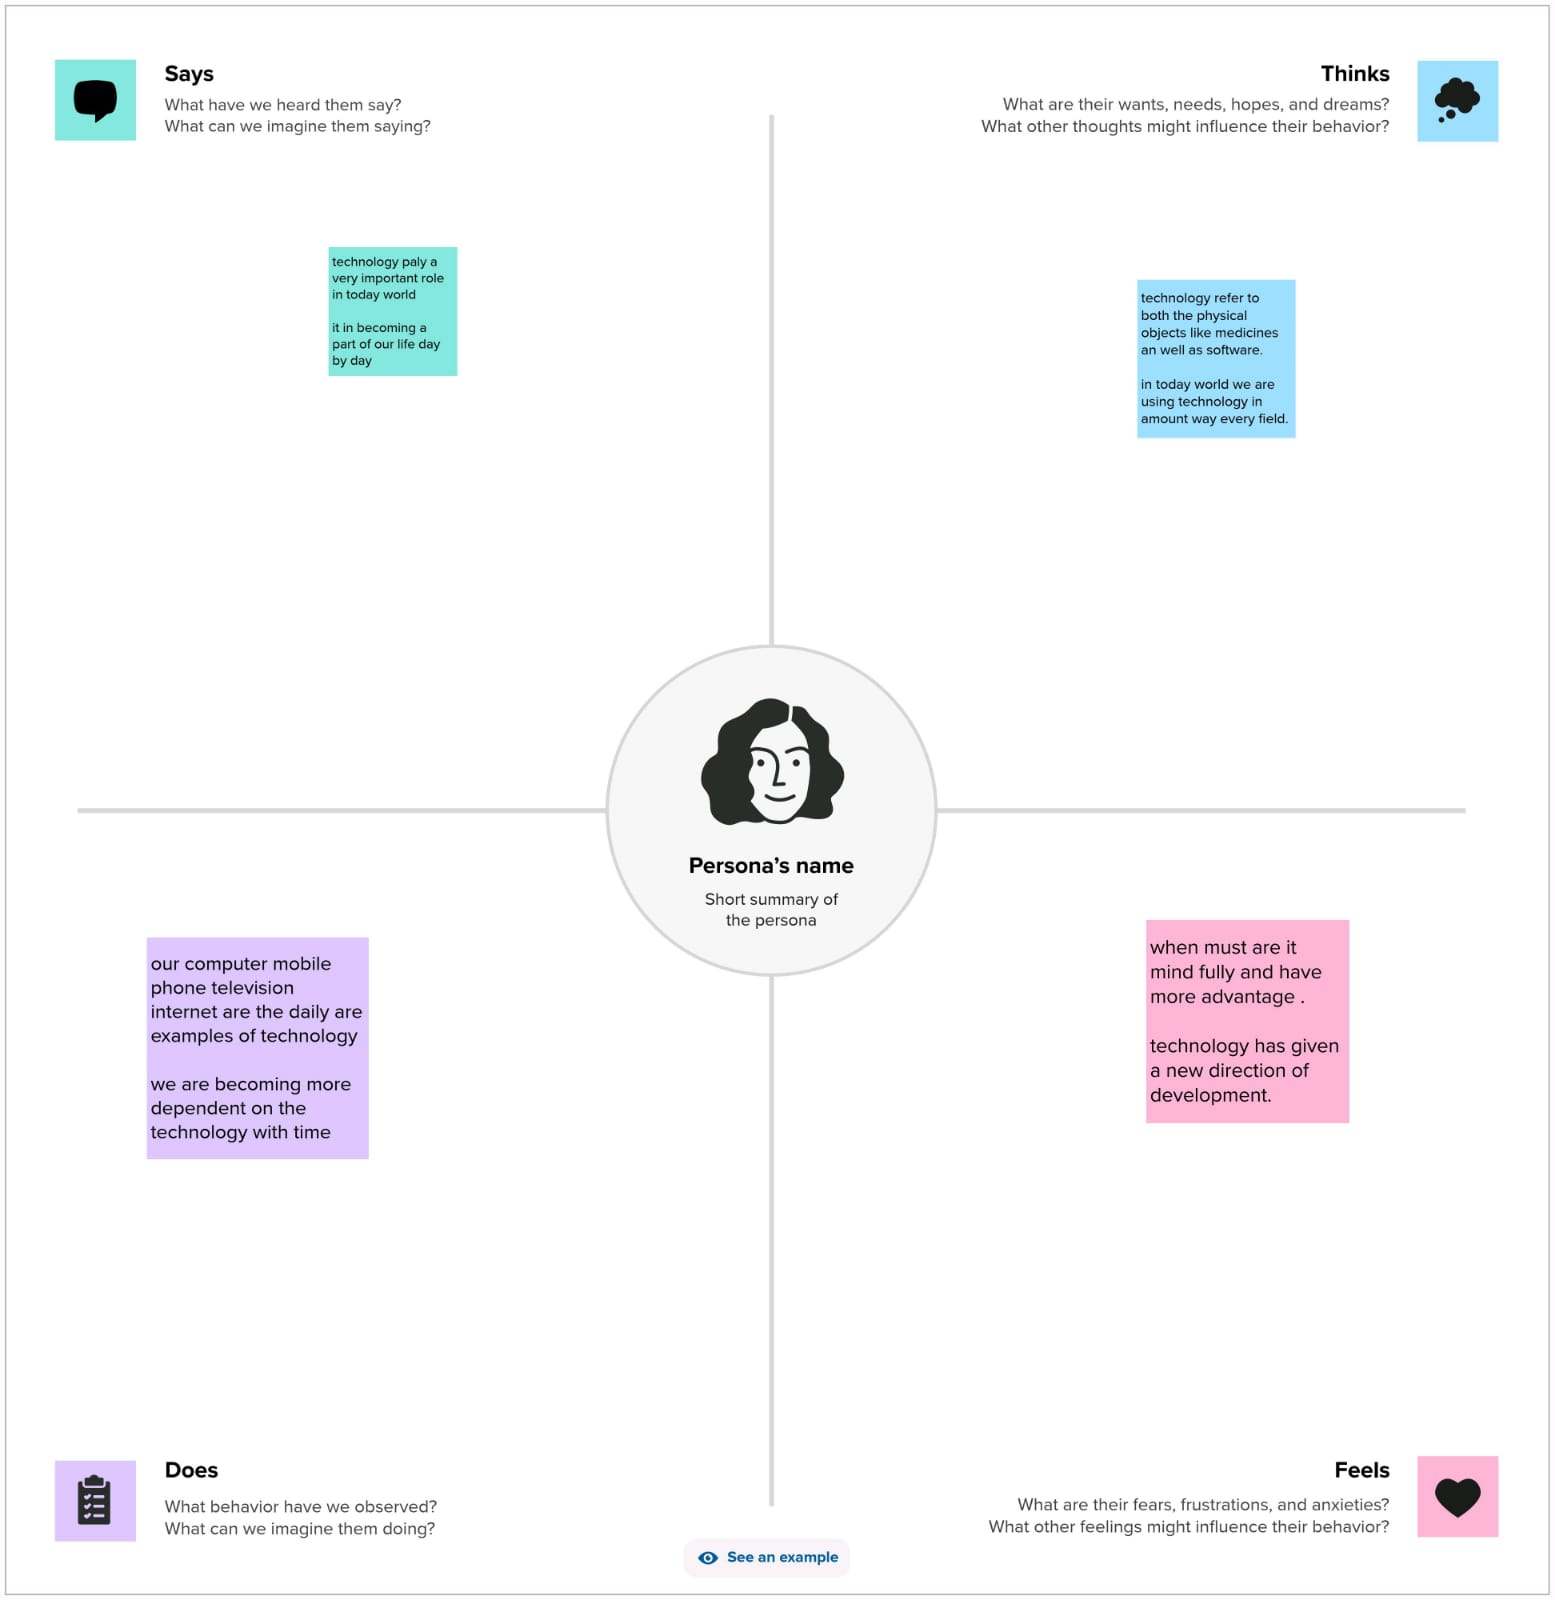 Says
What have we heard them say?
What can we imagine them saying?
Thinks
What are their wants, needs, hopes, and dreams?
What other thoughts might influence their behavior?
technology paly a
very important role
in today world
it in becoming a
part of our life day
by day
technology refer to
both the physical
objects like medicines
an well as software.
in today world we are
using technology in
amount way every field.
Persona’s name
Short summary of
the persona
our computer mobile
phone television
internet are the daily are
examples of technology
we are becoming more
dependent on the
technology with time
when must are it
mind fully and have
more advantage .
technology has given
a new direction of
development.
Does
What behavior have we observed?
What can we imagine them doing?
Feels
What are their fears, frustrations, and anxieties?
What other feelings might influence their behavior?
See an example